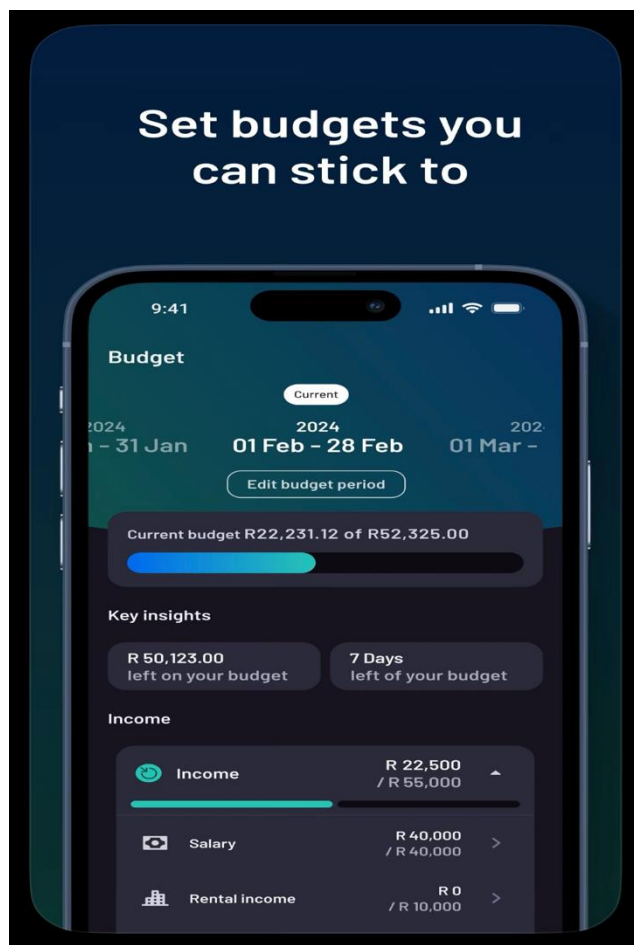 Set budgets you
can stick to
9:41
Budget
Current
2024 2024 202
– 31 Jan 01 Feb – 28 Feb 01 Mar –
Edit budget period
Current budget R22,231.12 of R52,325.00
Key insights
R 50,123.00 7 Days
left on your budget left of your budget
Income
Income R 22,500
/ R 55,000
Salary R 40,000
/ R 40,000
Rental income R 0
/ R 10,000